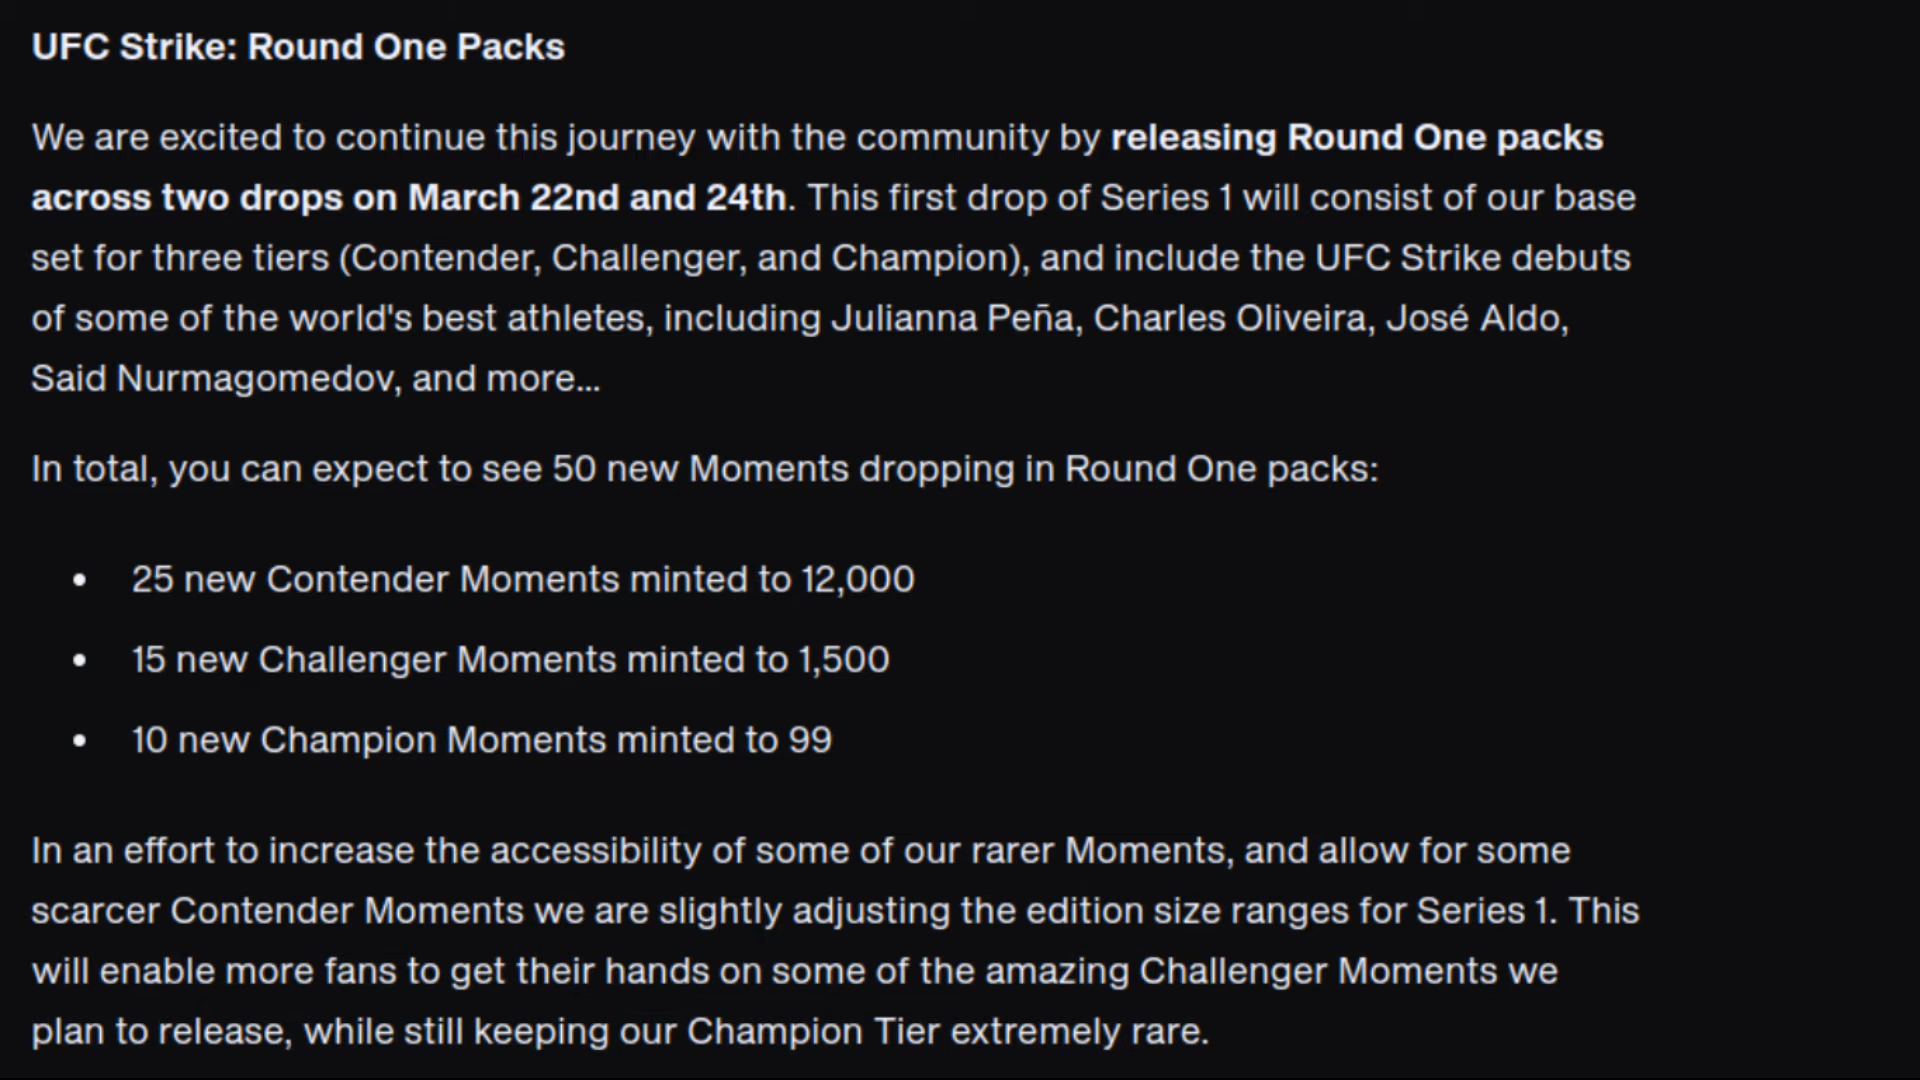 UFC Strike: Round One Packs
We are excited to continue this journey with the community by releasing Round One packs
across two drops on March 22nd and 24th. This first drop of Series 1 will consist of our base
set for three tiers (Contender, Challenger, and Champion), and include the UFC Strike debuts
of some of the world's best athletes, including Julianna Peña, Charles Oliveira, José Aldo,
Said Nurmagomedov, and more...
In total, you can expect to see 50 new Moments dropping in Round One packs:
• 25 new Contender Moments minted to 12,000
• 15 new Challenger Moments minted to 1,500
• 10 new Champion Moments minted to 99
In an effort to increase the accessibility of some of our rarer Moments, and allow for some
scarcer Contender Moments we are slightly adjusting the edition size ranges for Series 1. This
will enable more fans to get their hands on some of the amazing Challenger Moments we
plan to release, while still keeping our Champion Tier extremely rare.